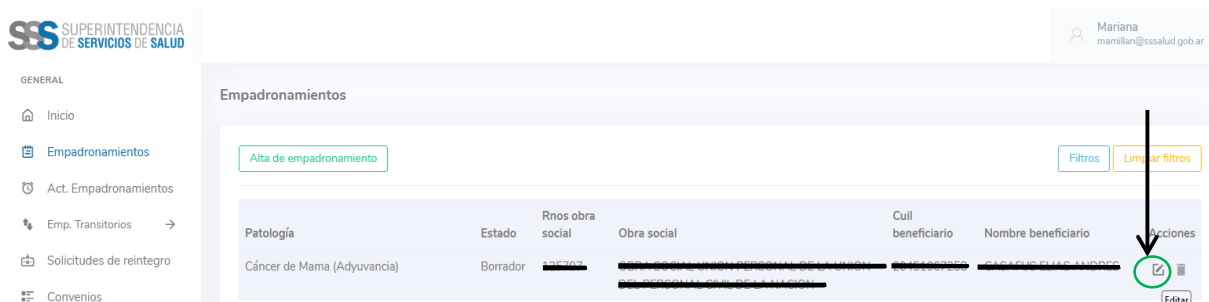 SSS SUPERINTENDENCIA
DE SERVICIOS DE SALUD
Mariana
mamillan@sssalud.gob.ar
GENERAL
Inicio
Empadronamientos
Act. Empadronamientos
Emp. Transitorios
Solicitudes de reintegro
Convenios
Empadronamientos
Alta de empadronamiento
Filtros
Limpiar filtros
Patología
Estado
Rnos obra
social
Obra social
Cuil
beneficiario
Nombre beneficiario
Acciones
Cáncer de Mama (Adyuvancia)
Borrador
Editar